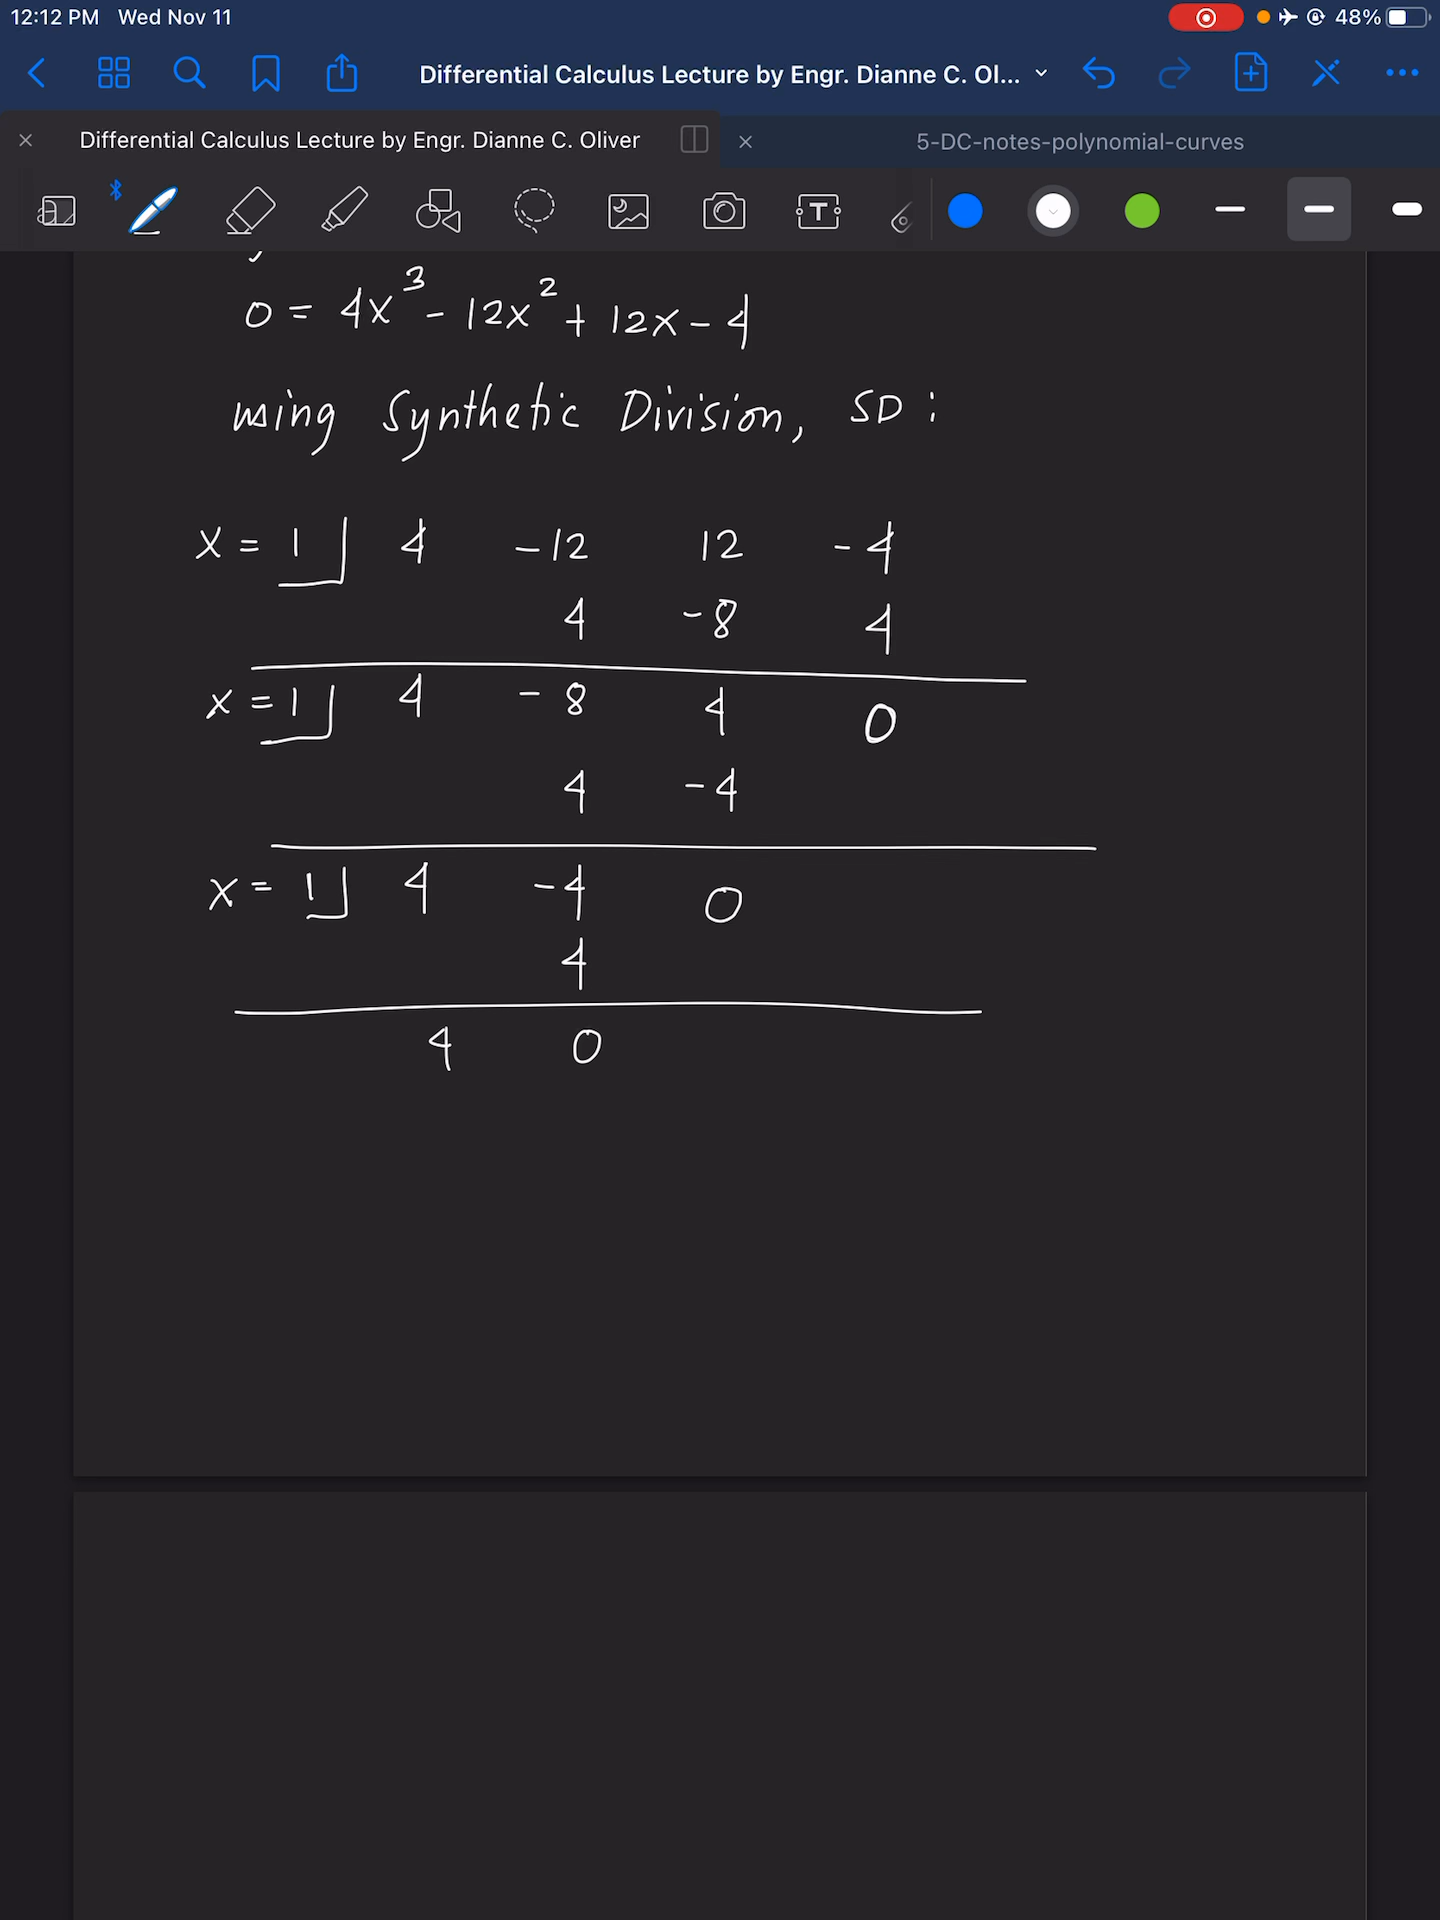 12:12 PM Wed Nov 11 48%
Differential Calculus Lecture by Engr. Dianne C. Ol...
Differential Calculus Lecture by Engr. Dianne C. Oliver
5-DC-notes-polynomial-curves
T
0 = 4x³ - 12x² + 12x - 4
using Synthetic Division, SD :
x = 1 4 -12 12 -4
4 -8 4
x = 1 4 -8 4 0
4 -4
x = 1 4 -4 0
4
4 0